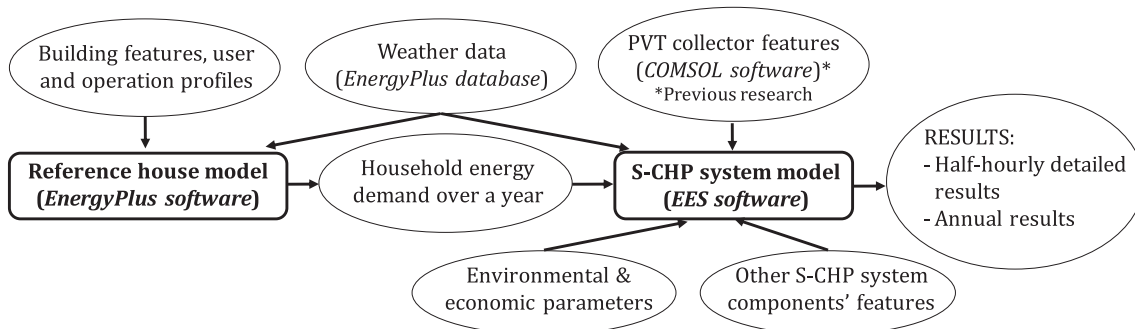 Building features, user
and operation profiles
Weather data
(EnergyPlus database)
PVT collector features
(COMSOL software)*
*Previous research
Reference house model
(EnergyPlus software)
Household energy
demand over a year
S-CHP system model
(EES software)
RESULTS:
- Half-hourly detailed
results
- Annual results
Environmental &
economic parameters
Other S-CHP system
components’ features